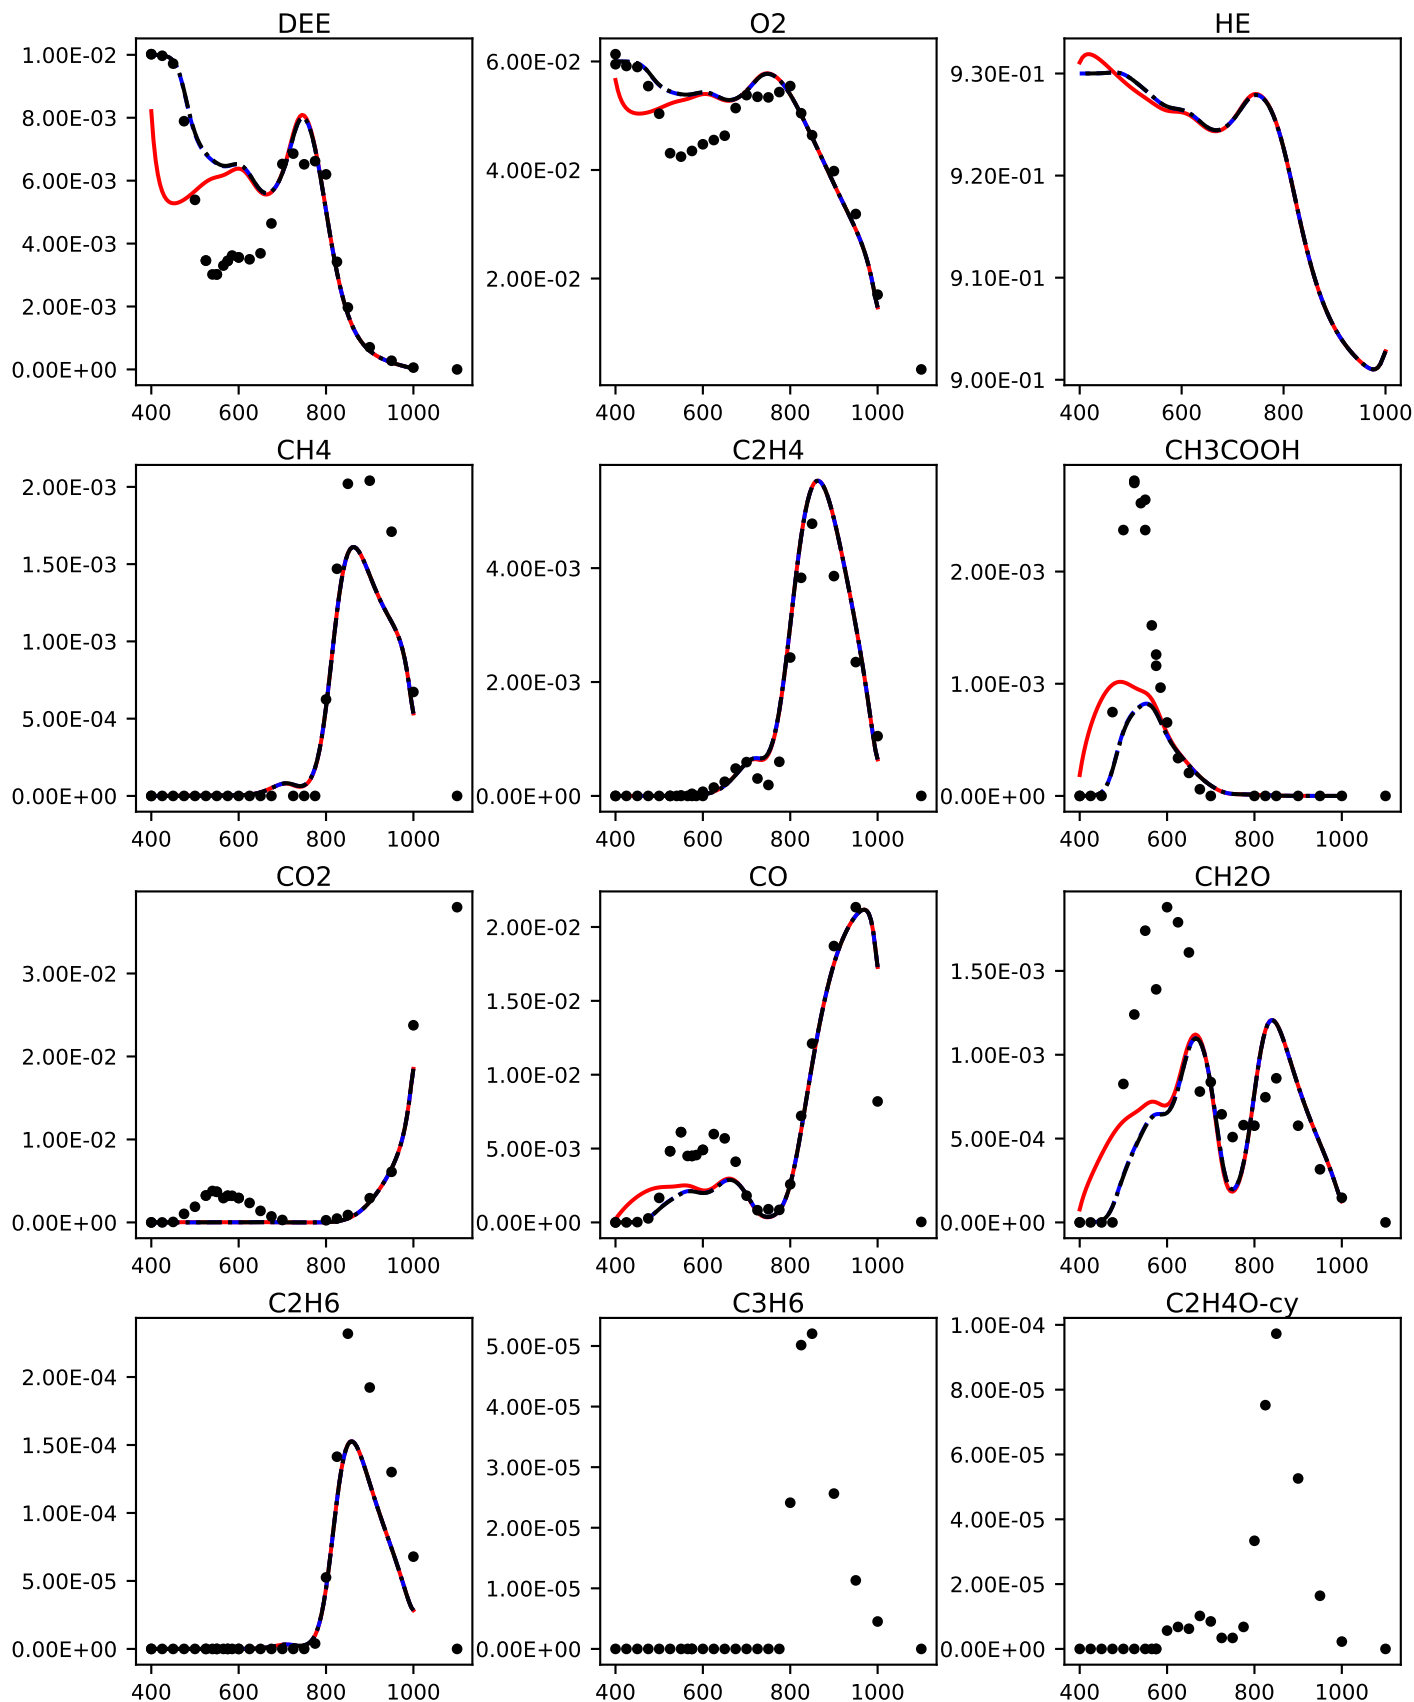 DEE O2 HE
1.00E-02 8.00E-03 6.00E-03 4.00E-03 2.00E-03 0.00E+00
400 600 800 1000
6.00E-02 4.00E-02 2.00E-02
400 600 800 1000
9.30E-01 9.20E-01 9.10E-01 9.00E-01
400 600 800 1000
CH4 C2H4 CH3COOH
2.00E-03 1.50E-03 1.00E-03 5.00E-04 0.00E+00
400 600 800 1000
4.00E-03 2.00E-03 0.00E+00
400 600 800 1000
2.00E-03 1.00E-03 0.00E+00
400 600 800 1000
CO2 CO CH2O
3.00E-02 2.00E-02 1.00E-02 0.00E+00
400 600 800 1000
2.00E-02 1.50E-02 1.00E-02 5.00E-03 0.00E+00
400 600 800 1000
1.50E-03 1.00E-03 5.00E-04 0.00E+00
400 600 800 1000
C2H6 C3H6 C2H4O-cy
2.00E-04 1.50E-04 1.00E-04 5.00E-05 0.00E+00
400 600 800 1000
5.00E-05 4.00E-05 3.00E-05 2.00E-05 1.00E-05 0.00E+00
400 600 800 1000
1.00E-04 8.00E-05 6.00E-05 4.00E-05 2.00E-05 0.00E+00
400 600 800 1000